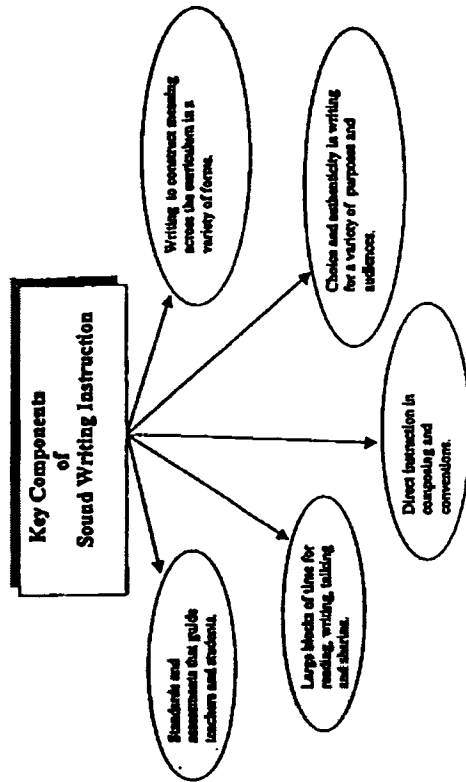 Key Components
of
Sound Writing Instruction
Standards and
assessments that guide
teachers and students.
Large blocks of time for
reading, writing, talking
and sharing.
Direct instruction in
composing and
conventions.
Choice and authenticity in writing
for a variety of purposes and
audiences.
Writing to construct meaning
across the curriculum in a
variety of forms.